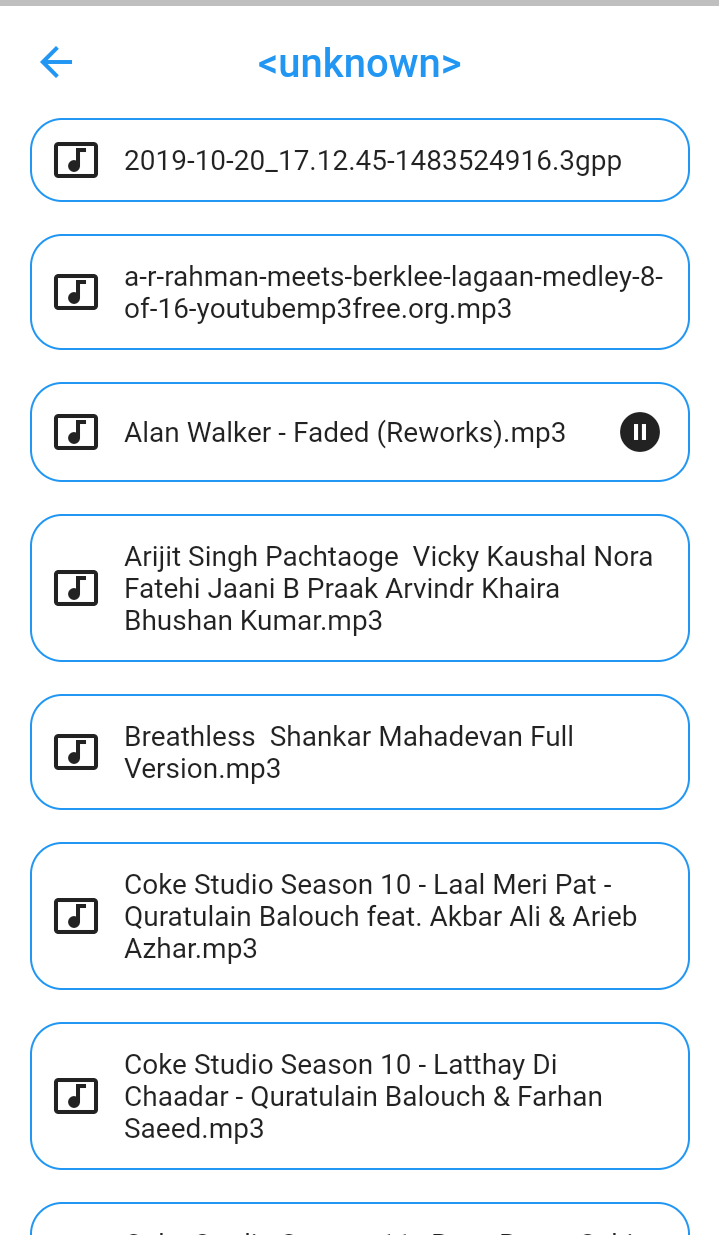 <unknown>
2019-10-20_17.12.45-1483524916.3gpp
a-r-rahman-meets-berklee-lagaan-medley-8-
of-16-youtubemp3free.org.mp3
Alan Walker - Faded (Reworks).mp3
Arijit Singh Pachtaoge  Vicky Kaushal Nora
Fatehi Jaani B Praak Arvindr Khaira
Bhushan Kumar.mp3
Breathless  Shankar Mahadevan Full
Version.mp3
Coke Studio Season 10 - Laal Meri Pat -
Quratulain Balouch feat. Akbar Ali & Arieb
Azhar.mp3
Coke Studio Season 10 - Latthay Di
Chaadar - Quratulain Balouch & Farhan
Saeed.mp3